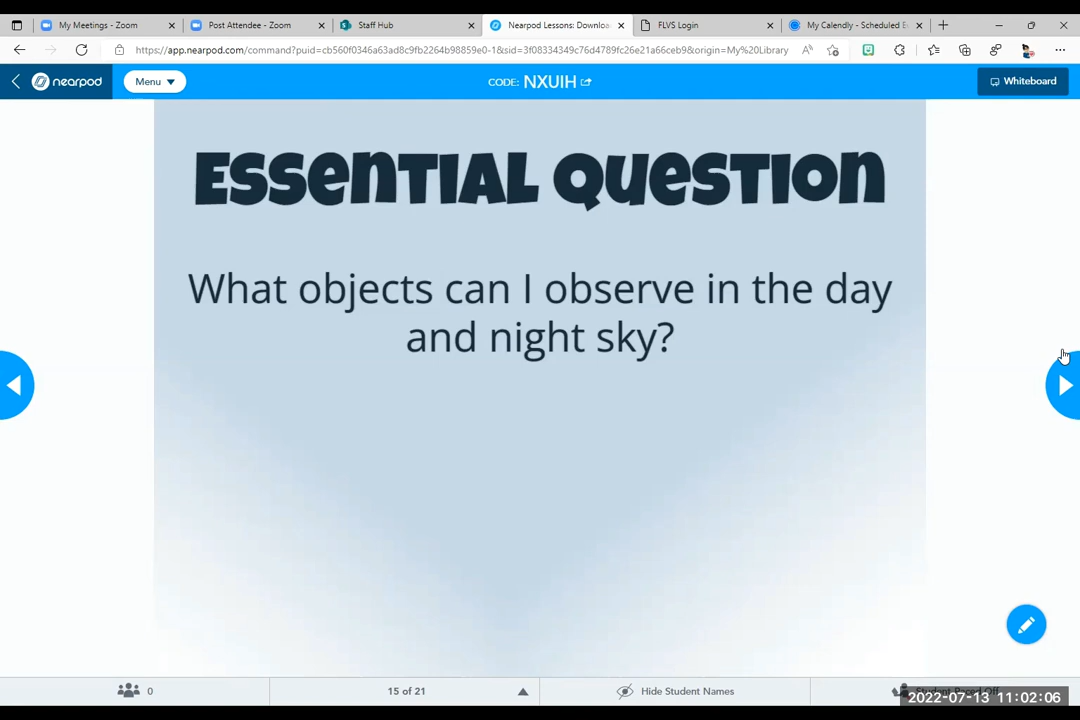 My Meetings - Zoom
Post Attendee - Zoom
Staff Hub
Nearpod Lessons: Downloa
FLVS Login
My Calendly - Scheduled E
https://app.nearpod.com/command?puid=cb560f0346a63ad8c9fb2264b98859e0-1&sid=3f08334349c76d4789fc26e21a66ceb9&origin=My%20Library
nearpod
Menu
CODE: NXUIH
Whiteboard
Essential Question
What objects can I observe in the day
and night sky?
0
15 of 21
Hide Student Names
Student Paced Off
2022-07-13 11:02:06